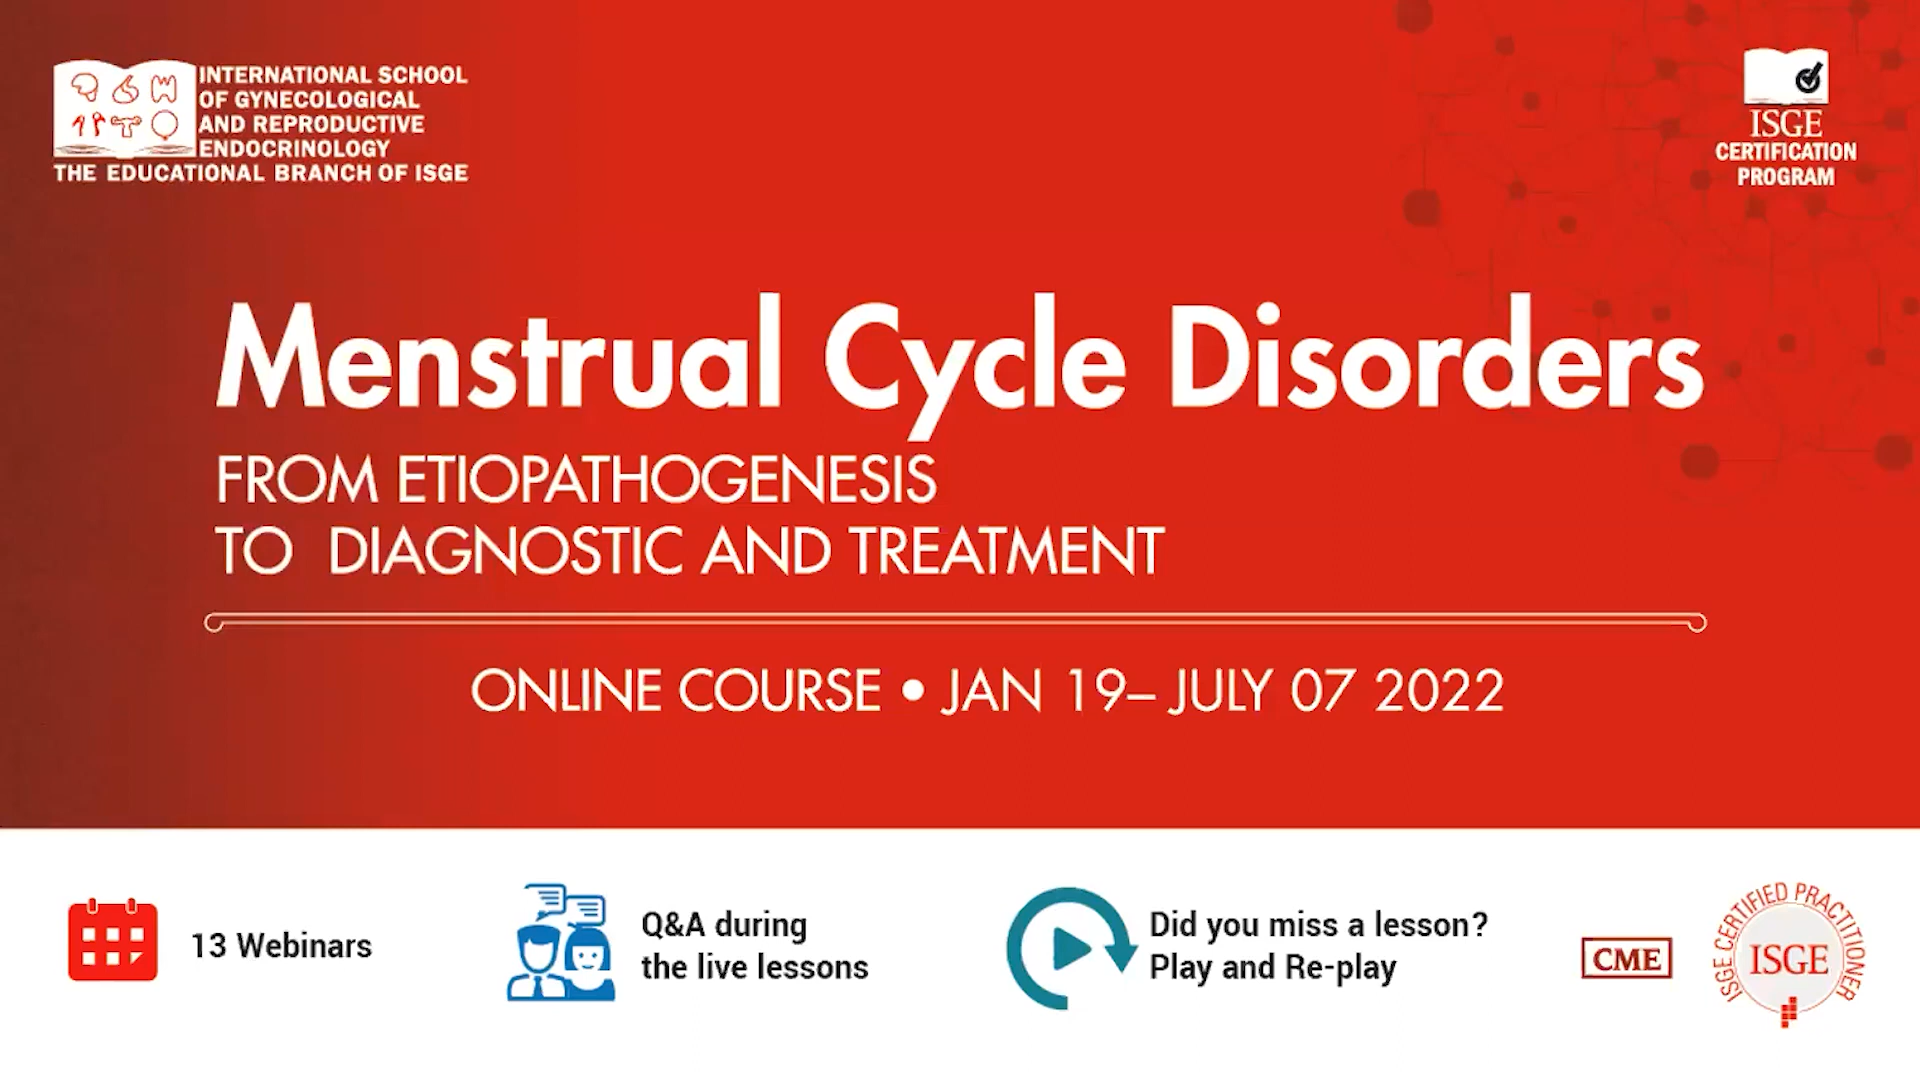 INTERNATIONAL SCHOOL
OF GYNECOLOGICAL
AND REPRODUCTIVE
ENDOCRINOLOGY
THE EDUCATIONAL BRANCH OF ISGE
ISGE
CERTIFICATION
PROGRAM
Menstrual Cycle Disorders
FROM ETIOPATHOGENESIS
TO DIAGNOSTIC AND TREATMENT
ONLINE COURSE • JAN 19– JULY 07 2022
13 Webinars
Q&A during
the live lessons
Did you miss a lesson?
Play and Re-play
CME
ISGE CERTIFIED PRACTITIONER
ISGE